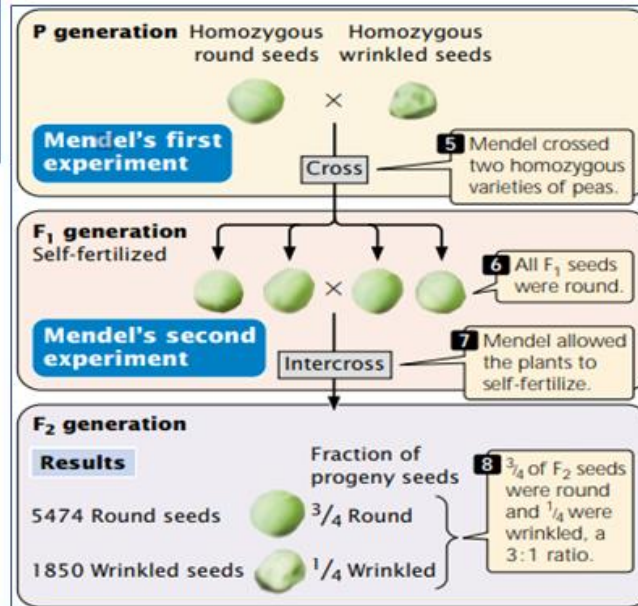 P generation
Homozygous
round seeds
Homozygous
wrinkled seeds
×
Mendel's first
experiment
Cross
5 Mendel crossed
two homozygous
varieties of peas.
F₁ generation
Self-fertilized
×
6 All F₁ seeds
were round.
Mendel's second
experiment
Intercross
7 Mendel allowed
the plants to
self-fertilize.
F₂ generation
Results
Fraction of
progeny seeds
5474 Round seeds
3/4 Round
1850 Wrinkled seeds
1/4 Wrinkled
8 3/4 of F₂ seeds
were round
and 1/4 were
wrinkled, a
3:1 ratio.